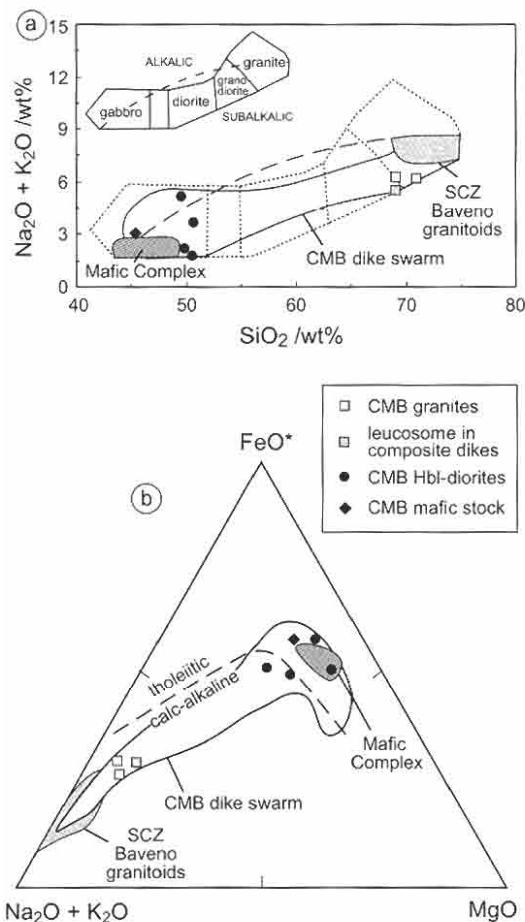 a
15
12
9
6
3
0
Na2O + K2O /wt%
ALKALIC
granite
grano
diorite
gabbro
diorite
SUBALKALIC
SCZ
Baveno
granitoids
CMB dike swarm
Mafic Complex
40 50 60 70 80
SiO2 /wt%
CMB granites
leucosome in
composite dikes
CMB Hbl-diorites
CMB mafic stock
b
FeO*
tholeiitic
calc-alkaline
Mafic
Complex
CMB dike swarm
SCZ
Baveno
granitoids
Na2O + K2O
MgO